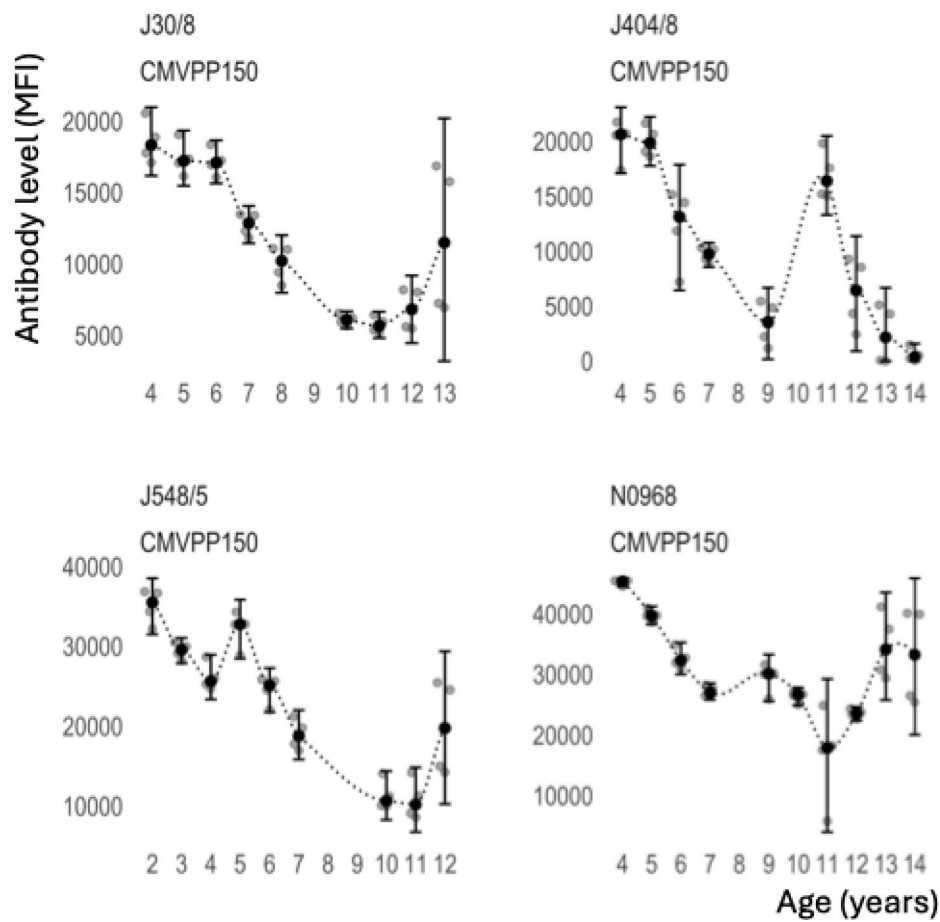 Antibody level (MFI)
J30/8
CMVPP150
20000
15000
10000
5000
4 5 6 7 8 9 10 11 12 13
J404/8
CMVPP150
20000
15000
10000
5000
0
4 5 6 7 8 9 10 11 12 13 14
J548/5
CMVPP150
40000
30000
20000
10000
2 3 4 5 6 7 8 9 10 11 12
N0968
CMVPP150
40000
30000
20000
10000
4 5 6 7 8 9 10 11 12 13 14
Age (years)